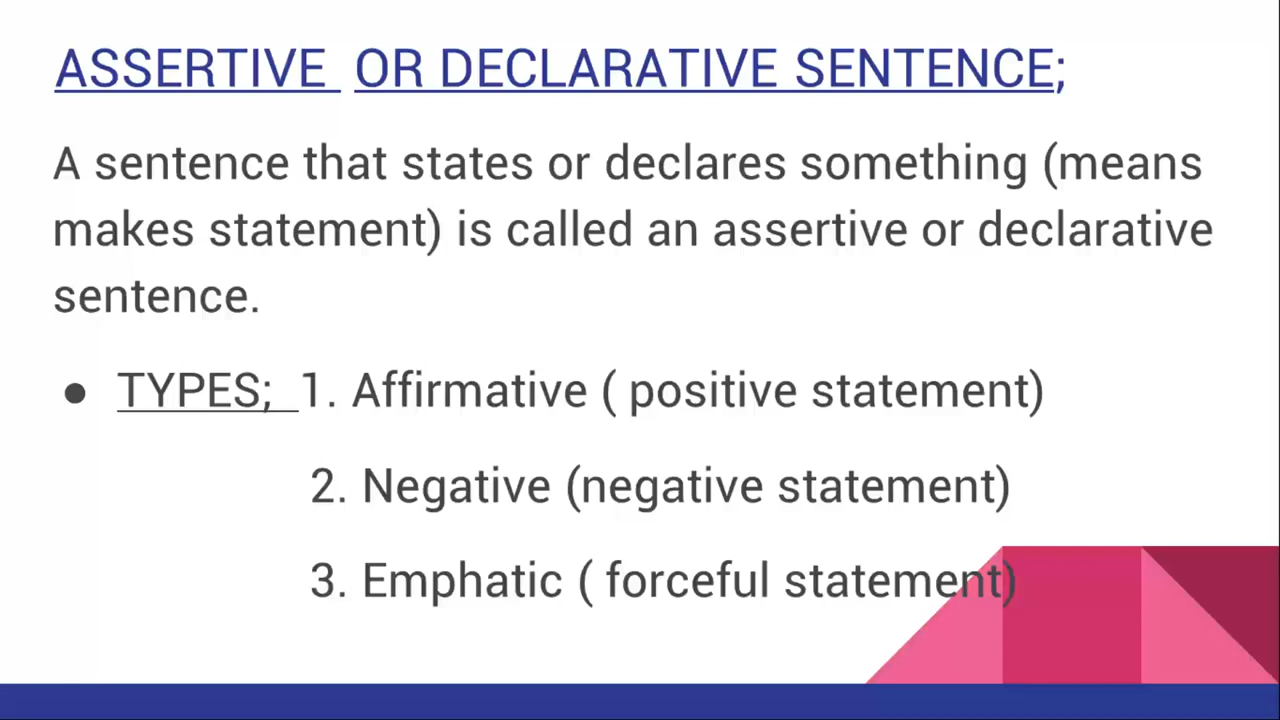 ASSERTIVE OR DECLARATIVE SENTENCE;
A sentence that states or declares something (means
makes statement) is called an assertive or declarative
sentence.
● TYPES; 1. Affirmative ( positive statement)
2. Negative (negative statement)
3. Emphatic ( forceful statement)